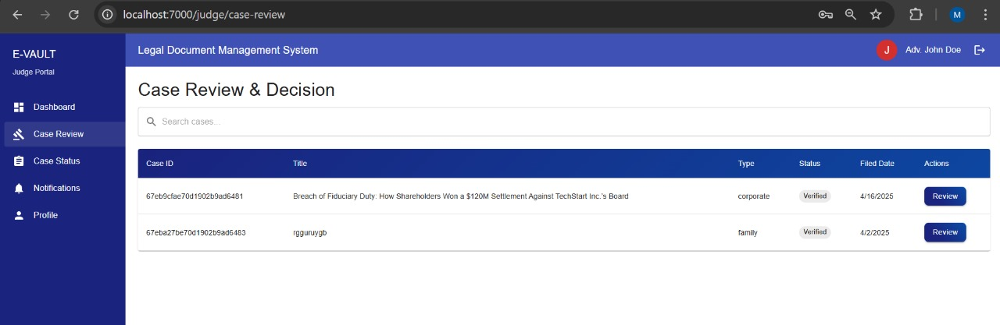 localhost:7000/judge/case-review
M
E-VAULT
Judge Portal
Dashboard
Case Review
Case Status
Notifications
Profile
Legal Document Management System
J
Adv. John Doe
Case Review & Decision
Search cases...
Case ID Title Type Status Filed Date Actions
67eb9cfae70d1902b9ad6481 Breach of Fiduciary Duty: How Shareholders Won a $120M Settlement Against TechStart Inc.'s Board corporate Verified 4/16/2025 Review
67eba27be70d1902b9ad6483 rgguruygb family Verified 4/2/2025 Review